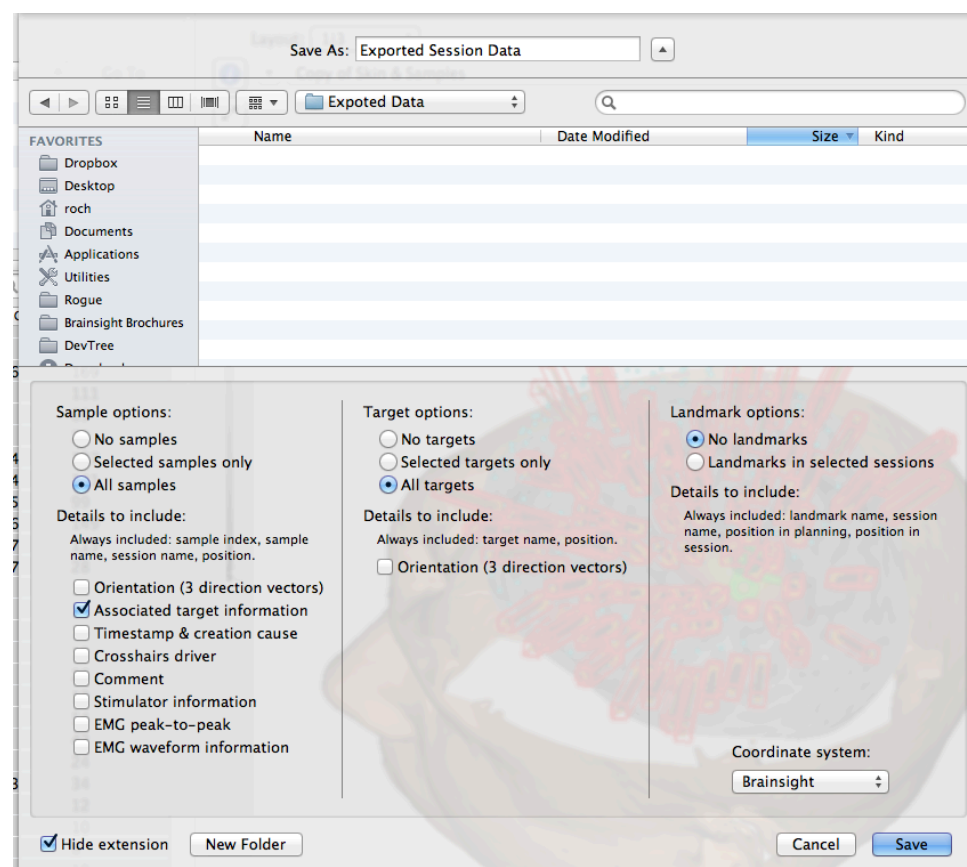 Save As: Exported Session Data
Copy of Skin & Samples
Expoted Data
Name Date Modified Size Kind
FAVORITES
Dropbox
Desktop
roch
Documents
Applications
Utilities
Rogue
Brainsight Brochures
DevTree
Sample options:
No samples
Selected samples only
All samples
Details to include:
Always included: sample index, sample
name, session name, position.
Orientation (3 direction vectors)
Associated target information
Timestamp & creation cause
Crosshairs driver
Comment
Stimulator information
EMG peak-to-peak
EMG waveform information
Target options:
No targets
Selected targets only
All targets
Details to include:
Always included: target name, position.
Orientation (3 direction vectors)
Landmark options:
No landmarks
Landmarks in selected sessions
Details to include:
Always included: landmark name, session
name, position in planning, position in
session.
Coordinate system:
Brainsight
Hide extension New Folder Cancel Save